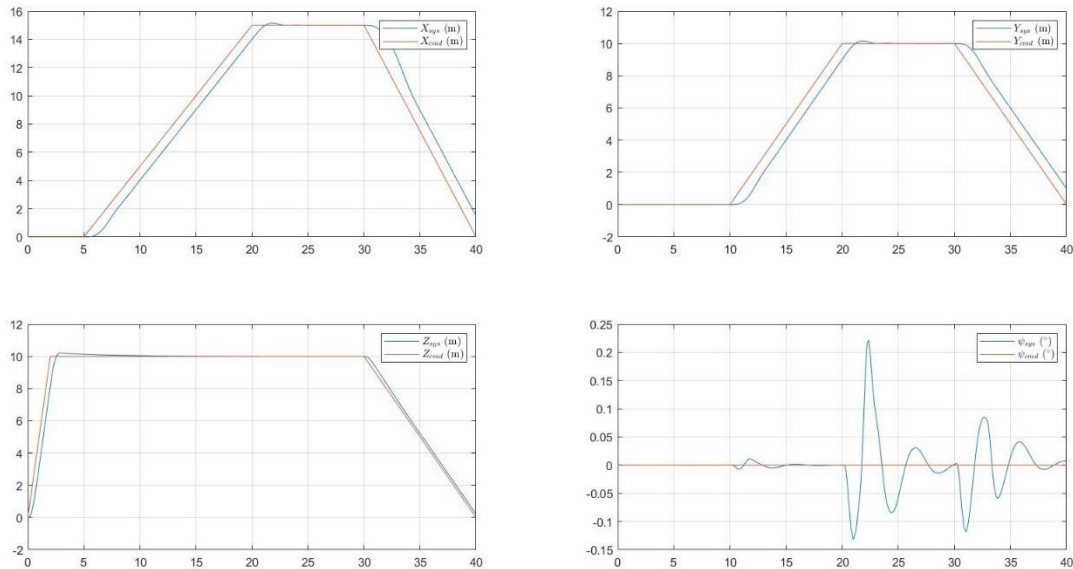 16
14
12
10
8
6
4
2
0
0 5 10 15 20 25 30 35 40
X_sys (m)
X_cmd (m)
12
10
8
6
4
2
0
-2
0 5 10 15 20 25 30 35 40
Y_sys (m)
Y_cmd (m)
12
10
8
6
4
2
0
-2
0 5 10 15 20 25 30 35 40
Z_sys (m)
Z_cmd (m)
0.25
0.2
0.15
0.1
0.05
0
-0.05
-0.1
-0.15
0 5 10 15 20 25 30 35 40
ψ_sys (°)
ψ_cmd (°)